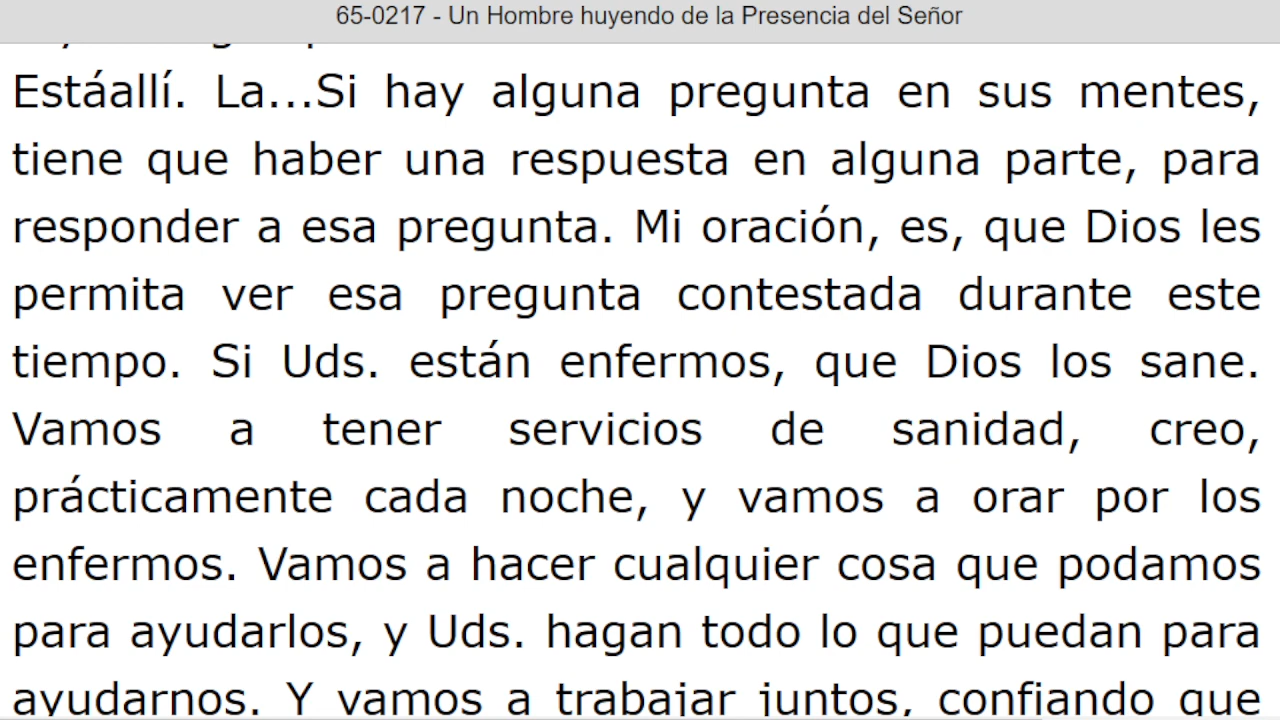 65-0217 - Un Hombre huyendo de la Presencia del Señor
Estáallí. La...Si hay alguna pregunta en sus mentes,
tiene que haber una respuesta en alguna parte, para
responder a esa pregunta. Mi oración, es, que Dios les
permita ver esa pregunta contestada durante este
tiempo. Si Uds. están enfermos, que Dios los sane.
Vamos a tener servicios de sanidad, creo,
prácticamente cada noche, y vamos a orar por los
enfermos. Vamos a hacer cualquier cosa que podamos
para ayudarlos, y Uds. hagan todo lo que puedan para
ayudarnos. Y vamos a trabajar juntos, confiando que